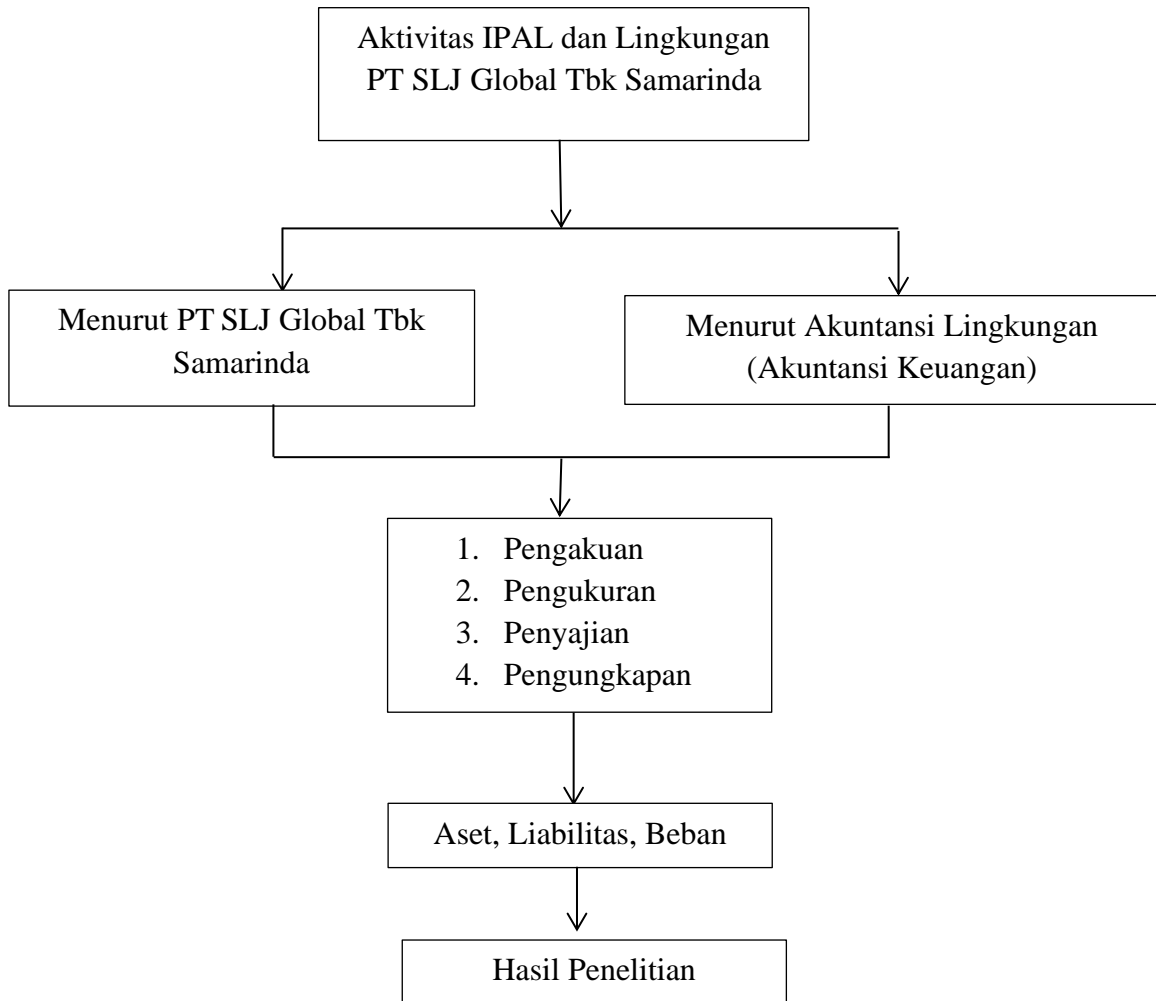 Aktivitas IPAL dan Lingkungan
PT SLJ Global Tbk Samarinda
Menurut PT SLJ Global Tbk
Samarinda
Menurut Akuntansi Lingkungan
(Akuntansi Keuangan)
1. Pengakuan
2. Pengukuran
3. Penyajian
4. Pengungkapan
Aset, Liabilitas, Beban
Hasil Penelitian